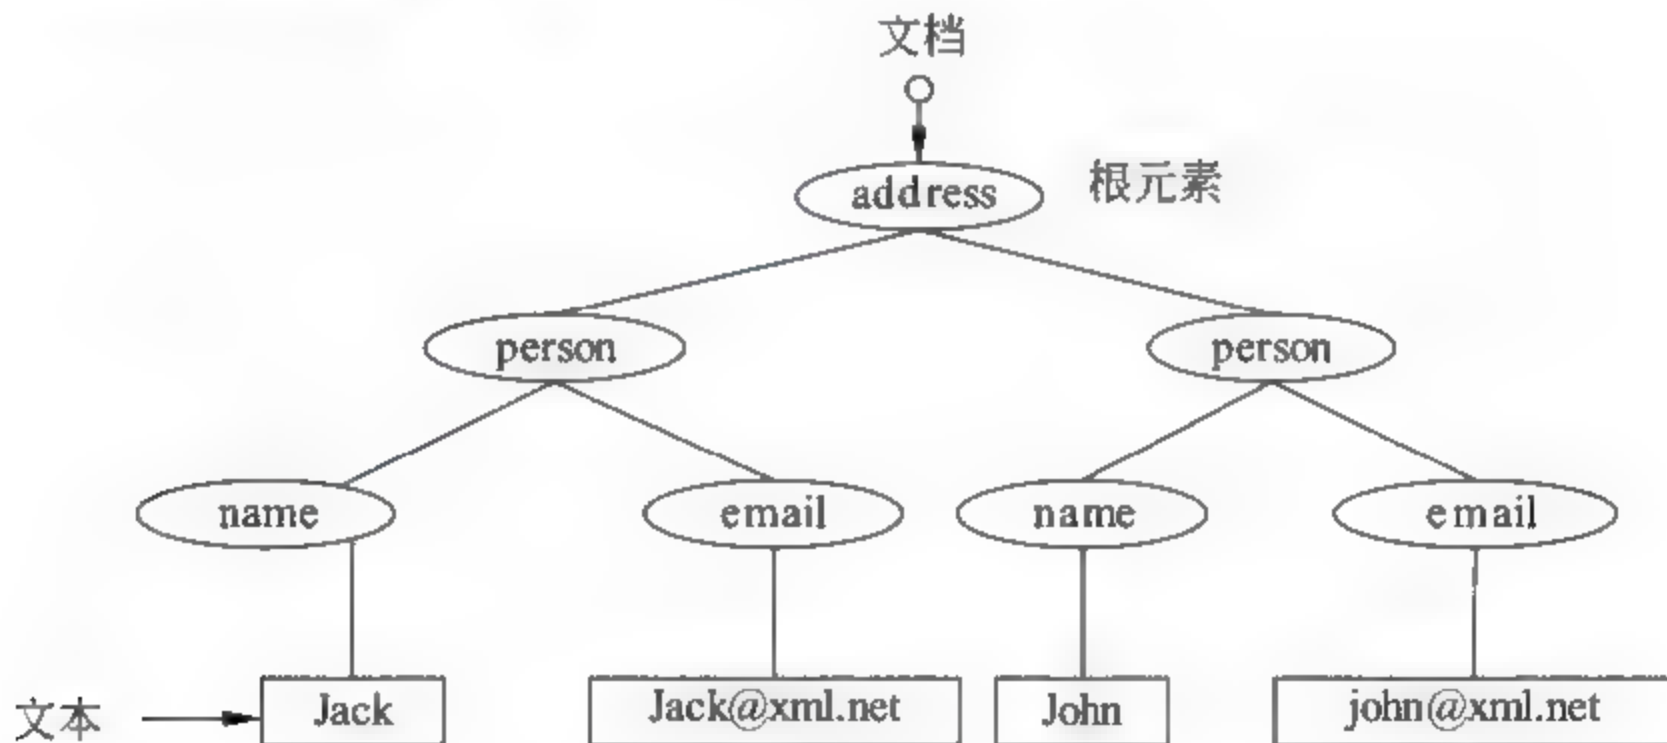 文档
address 根元素
person person
name email name email
文本 Jack Jack@xml.net John john@xml.net